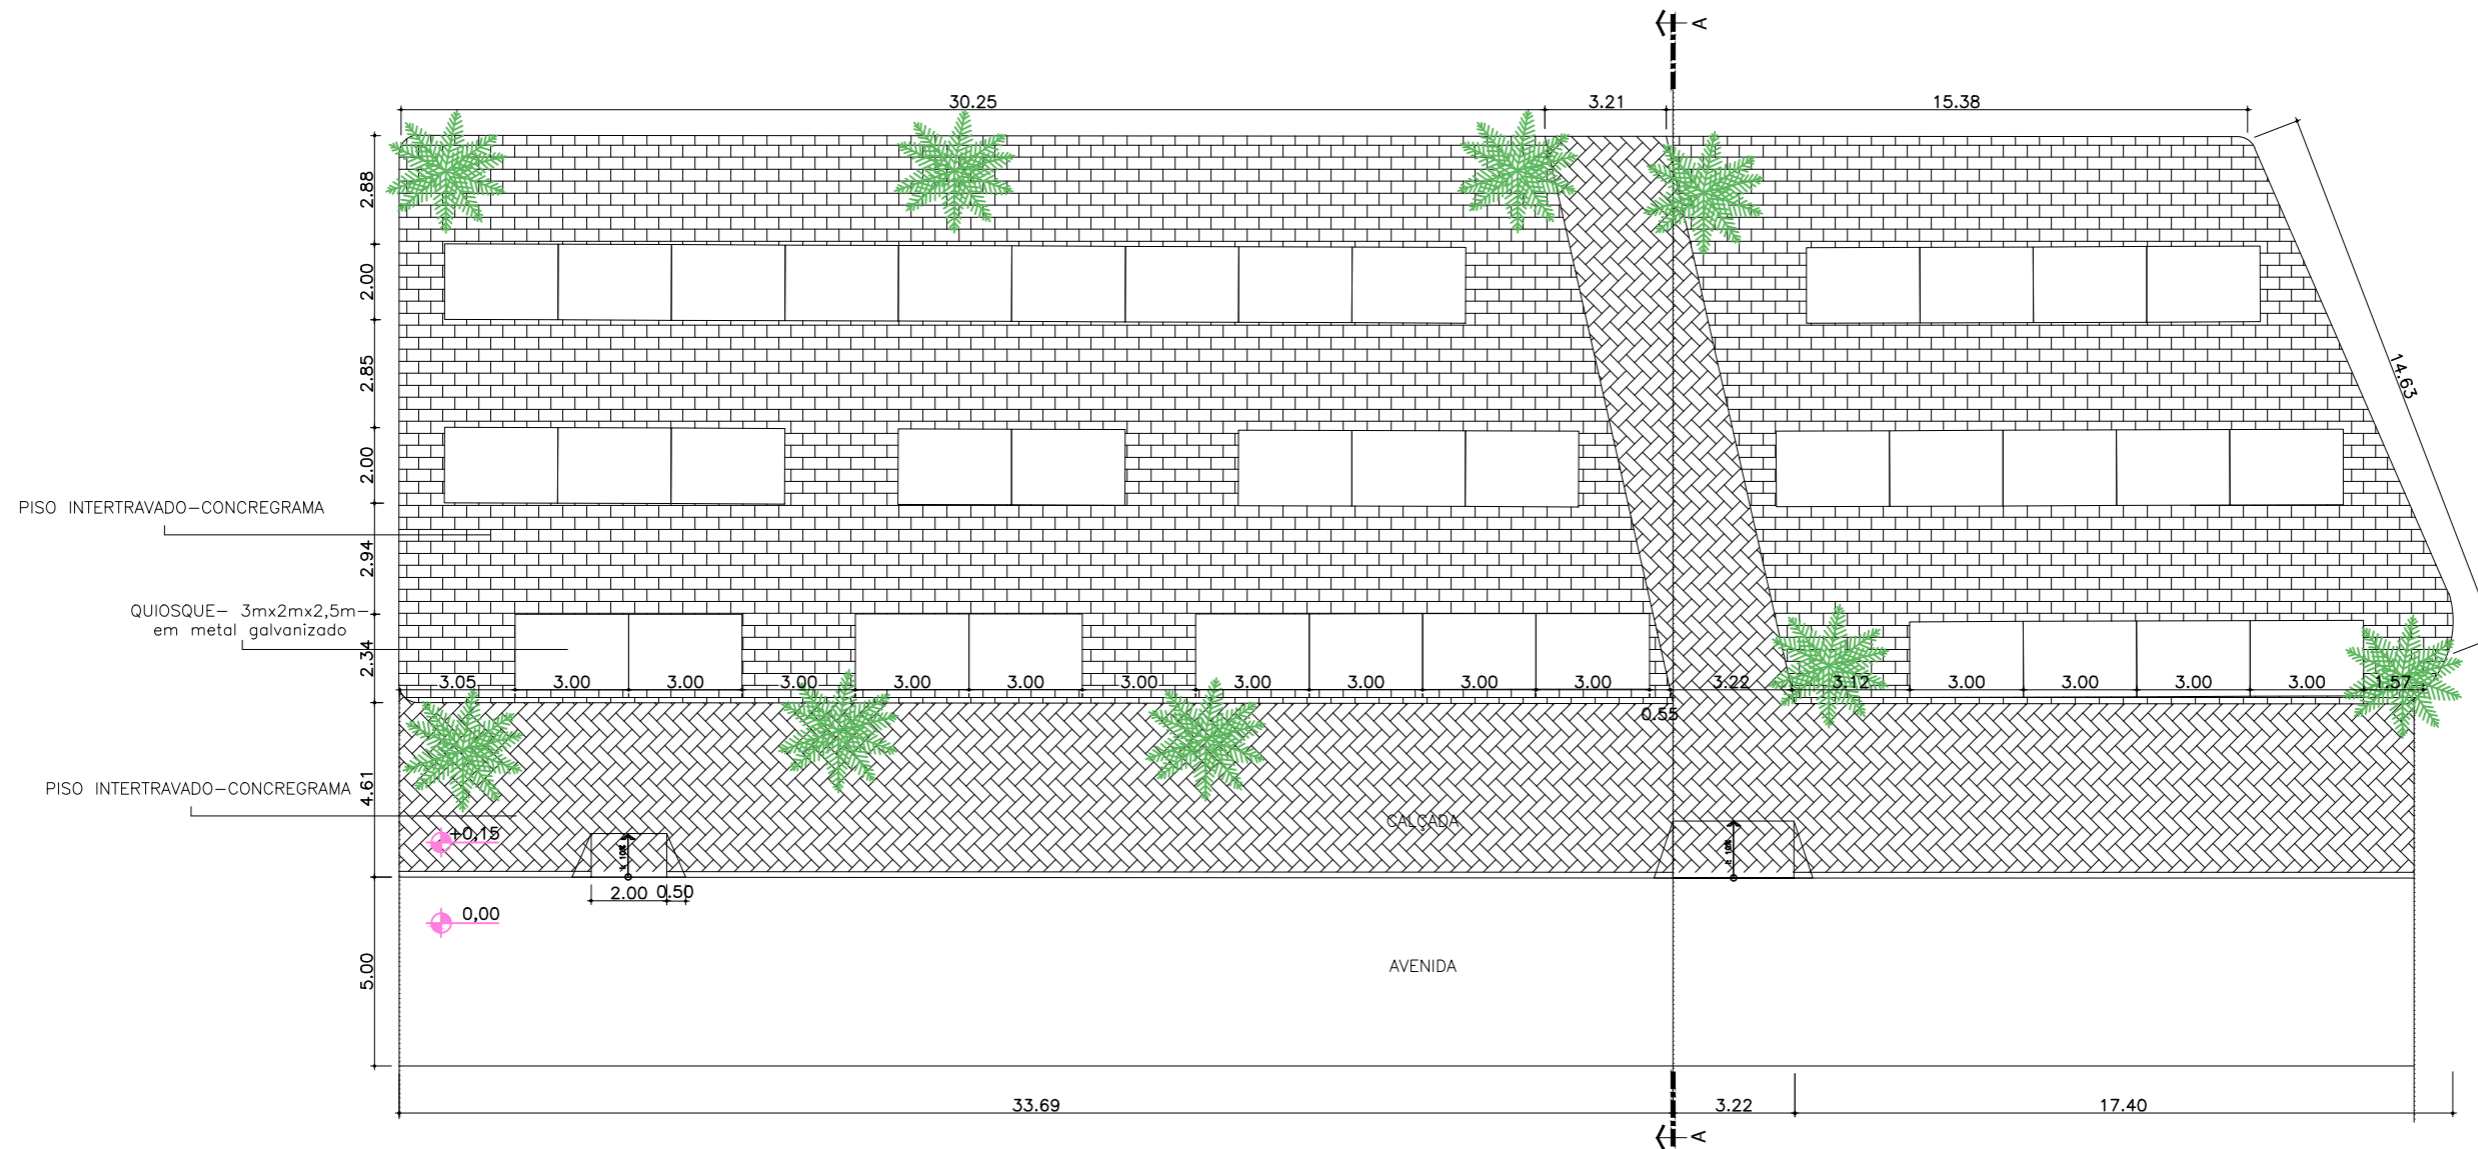 A
30.25
3.21
15.38
2.88
2.00
2.85
14.63
2.00
PISO INTERTRAVADO-CONCREGRAMA
2.94
QUIOSQUE- 3mx2mx2,5m-
em metal galvanizado
2.34
3.05 3.00 3.00 3.00 3.00 3.00 3.00 3.00 3.00 3.00 3.00 3.22 3.12 3.00 3.00 3.00 3.00 1.57
0.55
4.61
PISO INTERTRAVADO-CONCREGRAMA
CALÇADA
+0,15
i: 10%
i: 10%
2.00 0.50
0,00
5.00
AVENIDA
33.69
3.22
17.40
A